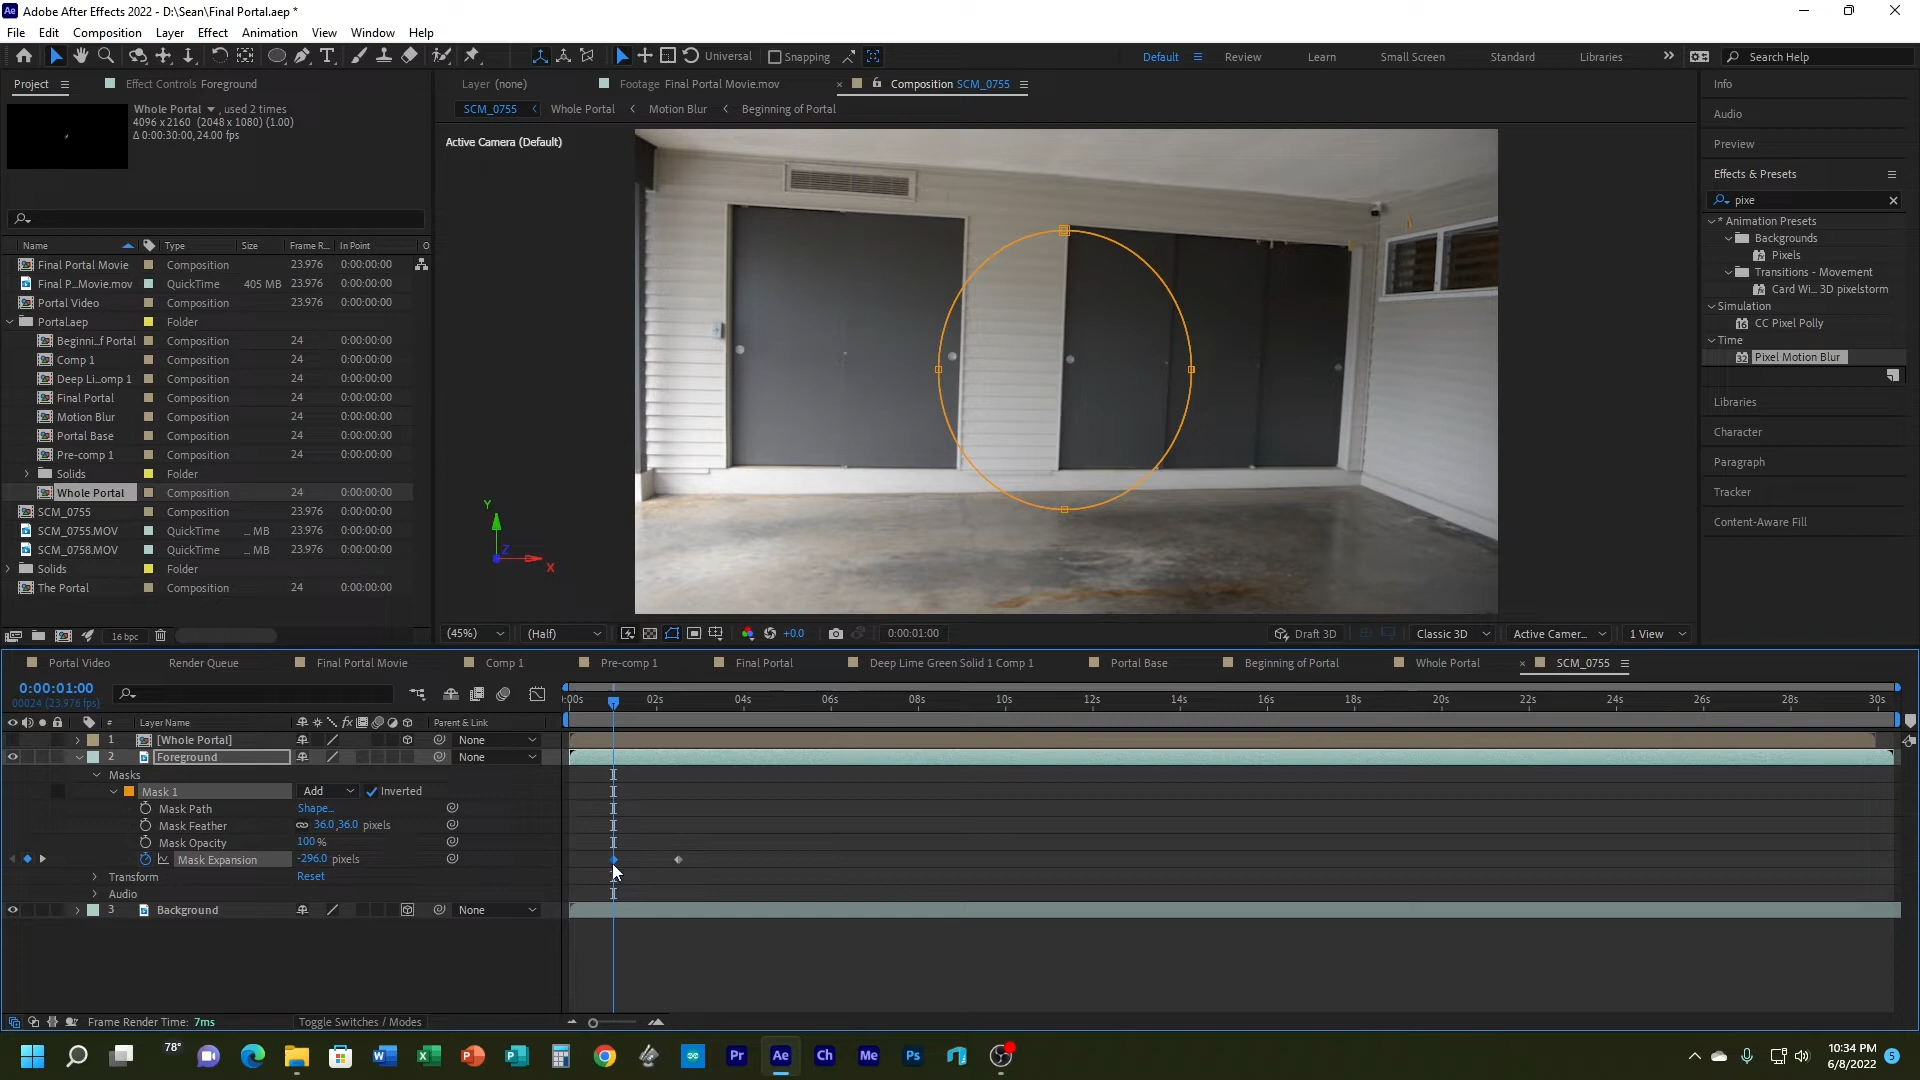 Adobe After Effects 2022 - D:\Sean\Final Portal.aep *
File Edit Composition Layer Effect Animation View Window Help
Universal Snapping Default Review Learn Small Screen Standard Libraries Search Help
Project Effect Controls Foreground
Layer (none) Footage Final Portal Movie.mov Composition SCM_0755
Whole Portal , used 2 times
4096 x 2160 (2048 x 1080) (1.00)
Δ 0:00:30:00, 24.00 fps
SCM_0755 Whole Portal Motion Blur Beginning of Portal
Active Camera (Default)
Name Type Size Frame R... In Point O
Final Portal Movie Composition 23.976 0:00:00:00
Final P...Movie.mov QuickTime 405 MB 23.976 0:00:00:00
Portal Video Composition 23.976 0:00:00:00
Portal.aep Folder
Beginni...f Portal Composition 24 0:00:00:00
Comp 1 Composition 24 0:00:00:00
Deep Li...omp 1 Composition 24 0:00:00:00
Final Portal Composition 24 0:00:00:00
Motion Blur Composition 24 0:00:00:00
Portal Base Composition 24 0:00:00:00
Pre-comp 1 Composition 24 0:00:00:00
Solids Folder
Whole Portal Composition 24 0:00:00:00
SCM_0755 Composition 23.976 0:00:00:00
SCM_0755.MOV QuickTime ... MB 23.976 0:00:00:00
SCM_0758.MOV QuickTime ... MB 23.976 0:00:00:00
Solids Folder
The Portal Composition 24 0:00:00:00
16 bpc
Y
Z
X
(45%) (Half) +0.0 0:00:01:00 Draft 3D Classic 3D Active Camer... 1 View
Info
Audio
Preview
Effects & Presets
pixe
* Animation Presets
Backgrounds
Pixels
Transitions - Movement
Card Wi... 3D pixelstorm
Simulation
CC Pixel Polly
Time
Pixel Motion Blur
Libraries
Character
Paragraph
Tracker
Content-Aware Fill
Portal Video Render Queue Final Portal Movie Comp 1 Pre-comp 1 Final Portal Deep Lime Green Solid 1 Comp 1 Portal Base Beginning of Portal Whole Portal SCM_0755
0:00:01:00
00024 (23.976 fps)
:00s 02s 04s 06s 08s 10s 12s 14s 16s 18s 20s 22s 24s 26s 28s 30s
# Layer Name Parent & Link
1 [Whole Portal] None
2 Foreground None
Masks
Mask 1 Add Inverted
Mask Path Shape...
Mask Feather 36.0,36.0 pixels
Mask Opacity 100%
Mask Expansion -296.0 pixels
Transform Reset
Audio
3 Background None
Frame Render Time: 7ms Toggle Switches / Modes
78°
Pr Ae Ch Me Ps
10:34 PM
6/8/2022
5